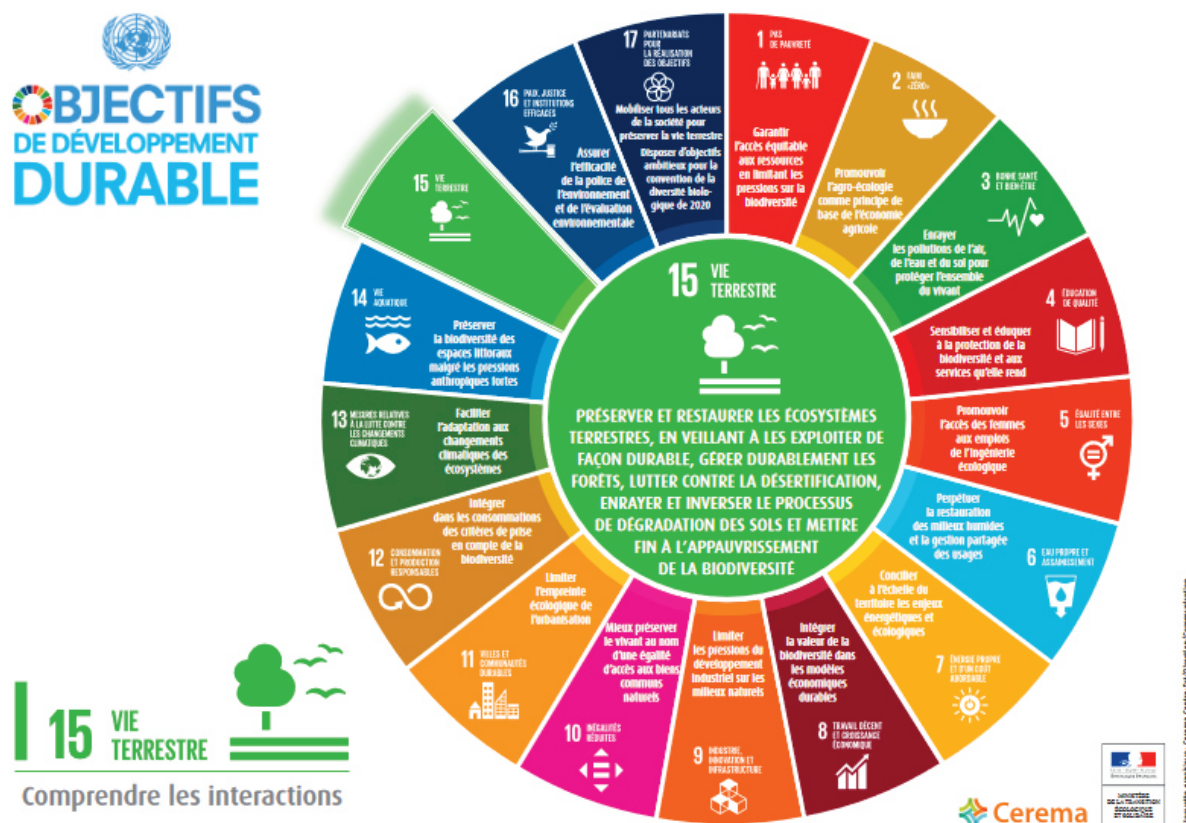 OBJECTIFS
DE DÉVELOPPEMENT
DURABLE
1 PAS
DE PAUVRETÉ
Garantir
l'accès équitable
aux ressources
en limitant les
pressions sur la
biodiversité
2 FAIM
«ZÉRO»
Promouvoir
l'agro-écologie
comme principe de
base de l'économie
agricole
3 BONNE SANTÉ
ET BIEN-ÊTRE
Enrayer
les pollutions de l'air,
de l'eau et du sol pour
protéger l'ensemble
du vivant
4 ÉDUCATION
DE QUALITÉ
Sensibiliser et éduquer
à la protection de la
biodiversité et aux
services qu'elle rend
5 ÉGALITÉ ENTRE
LES SEXES
Promouvoir
l'accès des femmes
aux emplois
de l'ingénierie
écologique
6 EAU PROPRE ET
ASSAINISSEMENT
Perpétuer
la restauration
des milieux humides
et la gestion partagée
des usages
7 ÉNERGIE PROPRE
ET D'UN COÛT
ABORDABLE
Concilier
à l'échelle du
territoire les enjeux
énergétiques et
écologiques
8 TRAVAIL DÉCENT
ET CROISSANCE
ÉCONOMIQUE
Intégrer
la valeur de la
biodiversité dans
les modèles
économiques
durables
9 INDUSTRIE,
INNOVATION ET
INFRASTRUCTURE
Limiter
les pressions du
développement
industriel sur les
milieux naturels
10 INÉGALITÉS
RÉDUITES
Mieux préserver
le vivant au nom
d'une égalité
d'accès aux biens
communs
naturels
11 VILLES ET
COMMUNAUTÉS
DURABLES
Limiter
l'empreinte
écologique de
l'urbanisation
12 CONSOMMATION
ET PRODUCTION
RESPONSABLES
Intégrer
dans les consommations
des critères de prise
en compte de la
biodiversité
13 MESURES RELATIVES
À LA LUTTE CONTRE
LES CHANGEMENTS
CLIMATIQUES
Faciliter
l'adaptation aux
changements
climatiques des
écosystèmes
14 VIE
AQUATIQUE
Préserver
la biodiversité des
espaces littoraux
malgré les pressions
anthropiques fortes
15 VIE
TERRESTRE
16 PAIX, JUSTICE
ET INSTITUTIONS
EFFICACES
Assurer
l'efficacité
de la police de
l'environnement
et de l'évaluation
environnementale
17 PARTENARIATS
POUR
LA RÉALISATION
DES OBJECTIFS
Mobiliser tous les acteurs
de la société pour
préserver la vie terrestre
Disposer d'objectifs
ambitieux pour la
convention de la
diversité biolo-
gique de 2020
15 VIE
TERRESTRE
PRÉSERVER ET RESTAURER LES ÉCOSYSTÈMES
TERRESTRES, EN VEILLANT À LES EXPLOITER DE
FAÇON DURABLE, GÉRER DURABLEMENT LES
FORÊTS, LUTTER CONTRE LA DÉSERTIFICATION,
ENRAYER ET INVERSER LE PROCESSUS
DE DÉGRADATION DES SOLS ET METTRE
FIN À L'APPAUVRISSEMENT
DE LA BIODIVERSITÉ
15 VIE
TERRESTRE
Comprendre les interactions
Cerema
MINISTÈRE
DE LA TRANSITION
ÉCOLOGIQUE
ET SOLIDAIRE